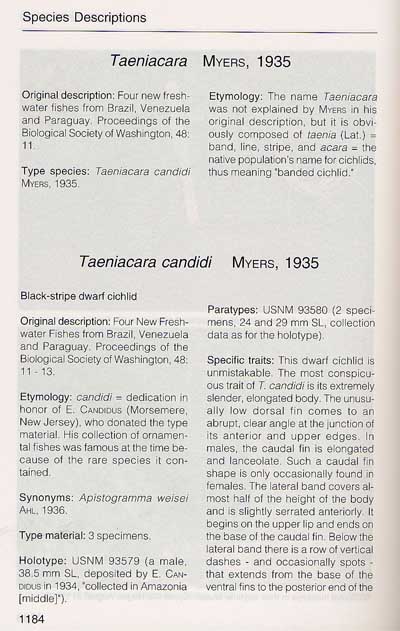 Species Descriptions
Taeniacara MYERS, 1935
Original description: Four new fresh-
water fishes from Brazil, Venezuela
and Paraguay. Proceedings of the
Biological Society of Washington, 48:
11.
Type species: Taeniacara candidi
MYERS, 1935.
Etymology: The name Taeniacara
was not explained by MYERS in his
original description, but it is obvi-
ously composed of taenia (Lat.) =
band, line, stripe, and acara = the
native population's name for cichlids,
thus meaning "banded cichlid."
Taeniacara candidi MYERS, 1935
Black-stripe dwarf cichlid
Original description: Four New Fresh-
water Fishes from Brazil, Venezuela
and Paraguay. Proceedings of the
Biological Society of Washington, 48:
11 - 13.
Etymology: candidi = dedication in
honor of E. CANDIDUS (Morsemere,
New Jersey), who donated the type
material. His collection of ornamen-
tal fishes was famous at the time be-
cause of the rare species it con-
tained.
Synonyms: Apistogramma weisei
AHL, 1936.
Type material: 3 specimens.
Holotype: USNM 93579 (a male,
38.5 mm SL, deposited by E. CAN-
DIDUS in 1934, "collected in Amazonia
[middle]").
Paratypes: USNM 93580 (2 speci-
mens, 24 and 29 mm SL, collection
data as for the holotype).
Specific traits: This dwarf cichlid is
unmistakable. The most conspicu-
ous trait of T. candidi is its extremely
slender, elongated body. The unusu-
ally low dorsal fin comes to an
abrupt, clear angle at the junction of
its anterior and upper edges. In
males, the caudal fin is elongated
and lanceolate. Such a caudal fin
shape is only occasionally found in
females. The lateral band covers al-
most half of the height of the body
and is slightly serrated anteriorly. It
begins on the upper lip and ends on
the base of the caudal fin. Below the
lateral band there is a row of vertical
dashes - and occasionally spots -
that extends from the base of the
ventral fins to the posterior end of the
1184